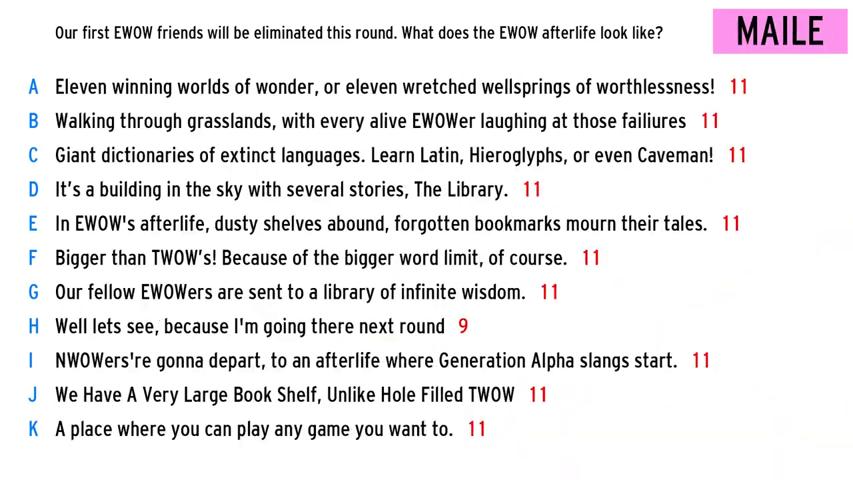 Our first EWOW friends will be eliminated this round. What does the EWOW afterlife look like?
MAILE
A Eleven winning worlds of wonder, or eleven wretched wellsprings of worthlessness! 11
B Walking through grasslands, with every alive EWOWer laughing at those failiures 11
C Giant dictionaries of extinct languages. Learn Latin, Hieroglyphs, or even Caveman! 11
D It's a building in the sky with several stories, The Library. 11
E In EWOW's afterlife, dusty shelves abound, forgotten bookmarks mourn their tales. 11
F Bigger than TWOW's! Because of the bigger word limit, of course. 11
G Our fellow EWOWers are sent to a library of infinite wisdom. 11
H Well lets see, because I'm going there next round 9
I NWOWers're gonna depart, to an afterlife where Generation Alpha slangs start. 11
J We Have A Very Large Book Shelf, Unlike Hole Filled TWOW 11
K A place where you can play any game you want to. 11